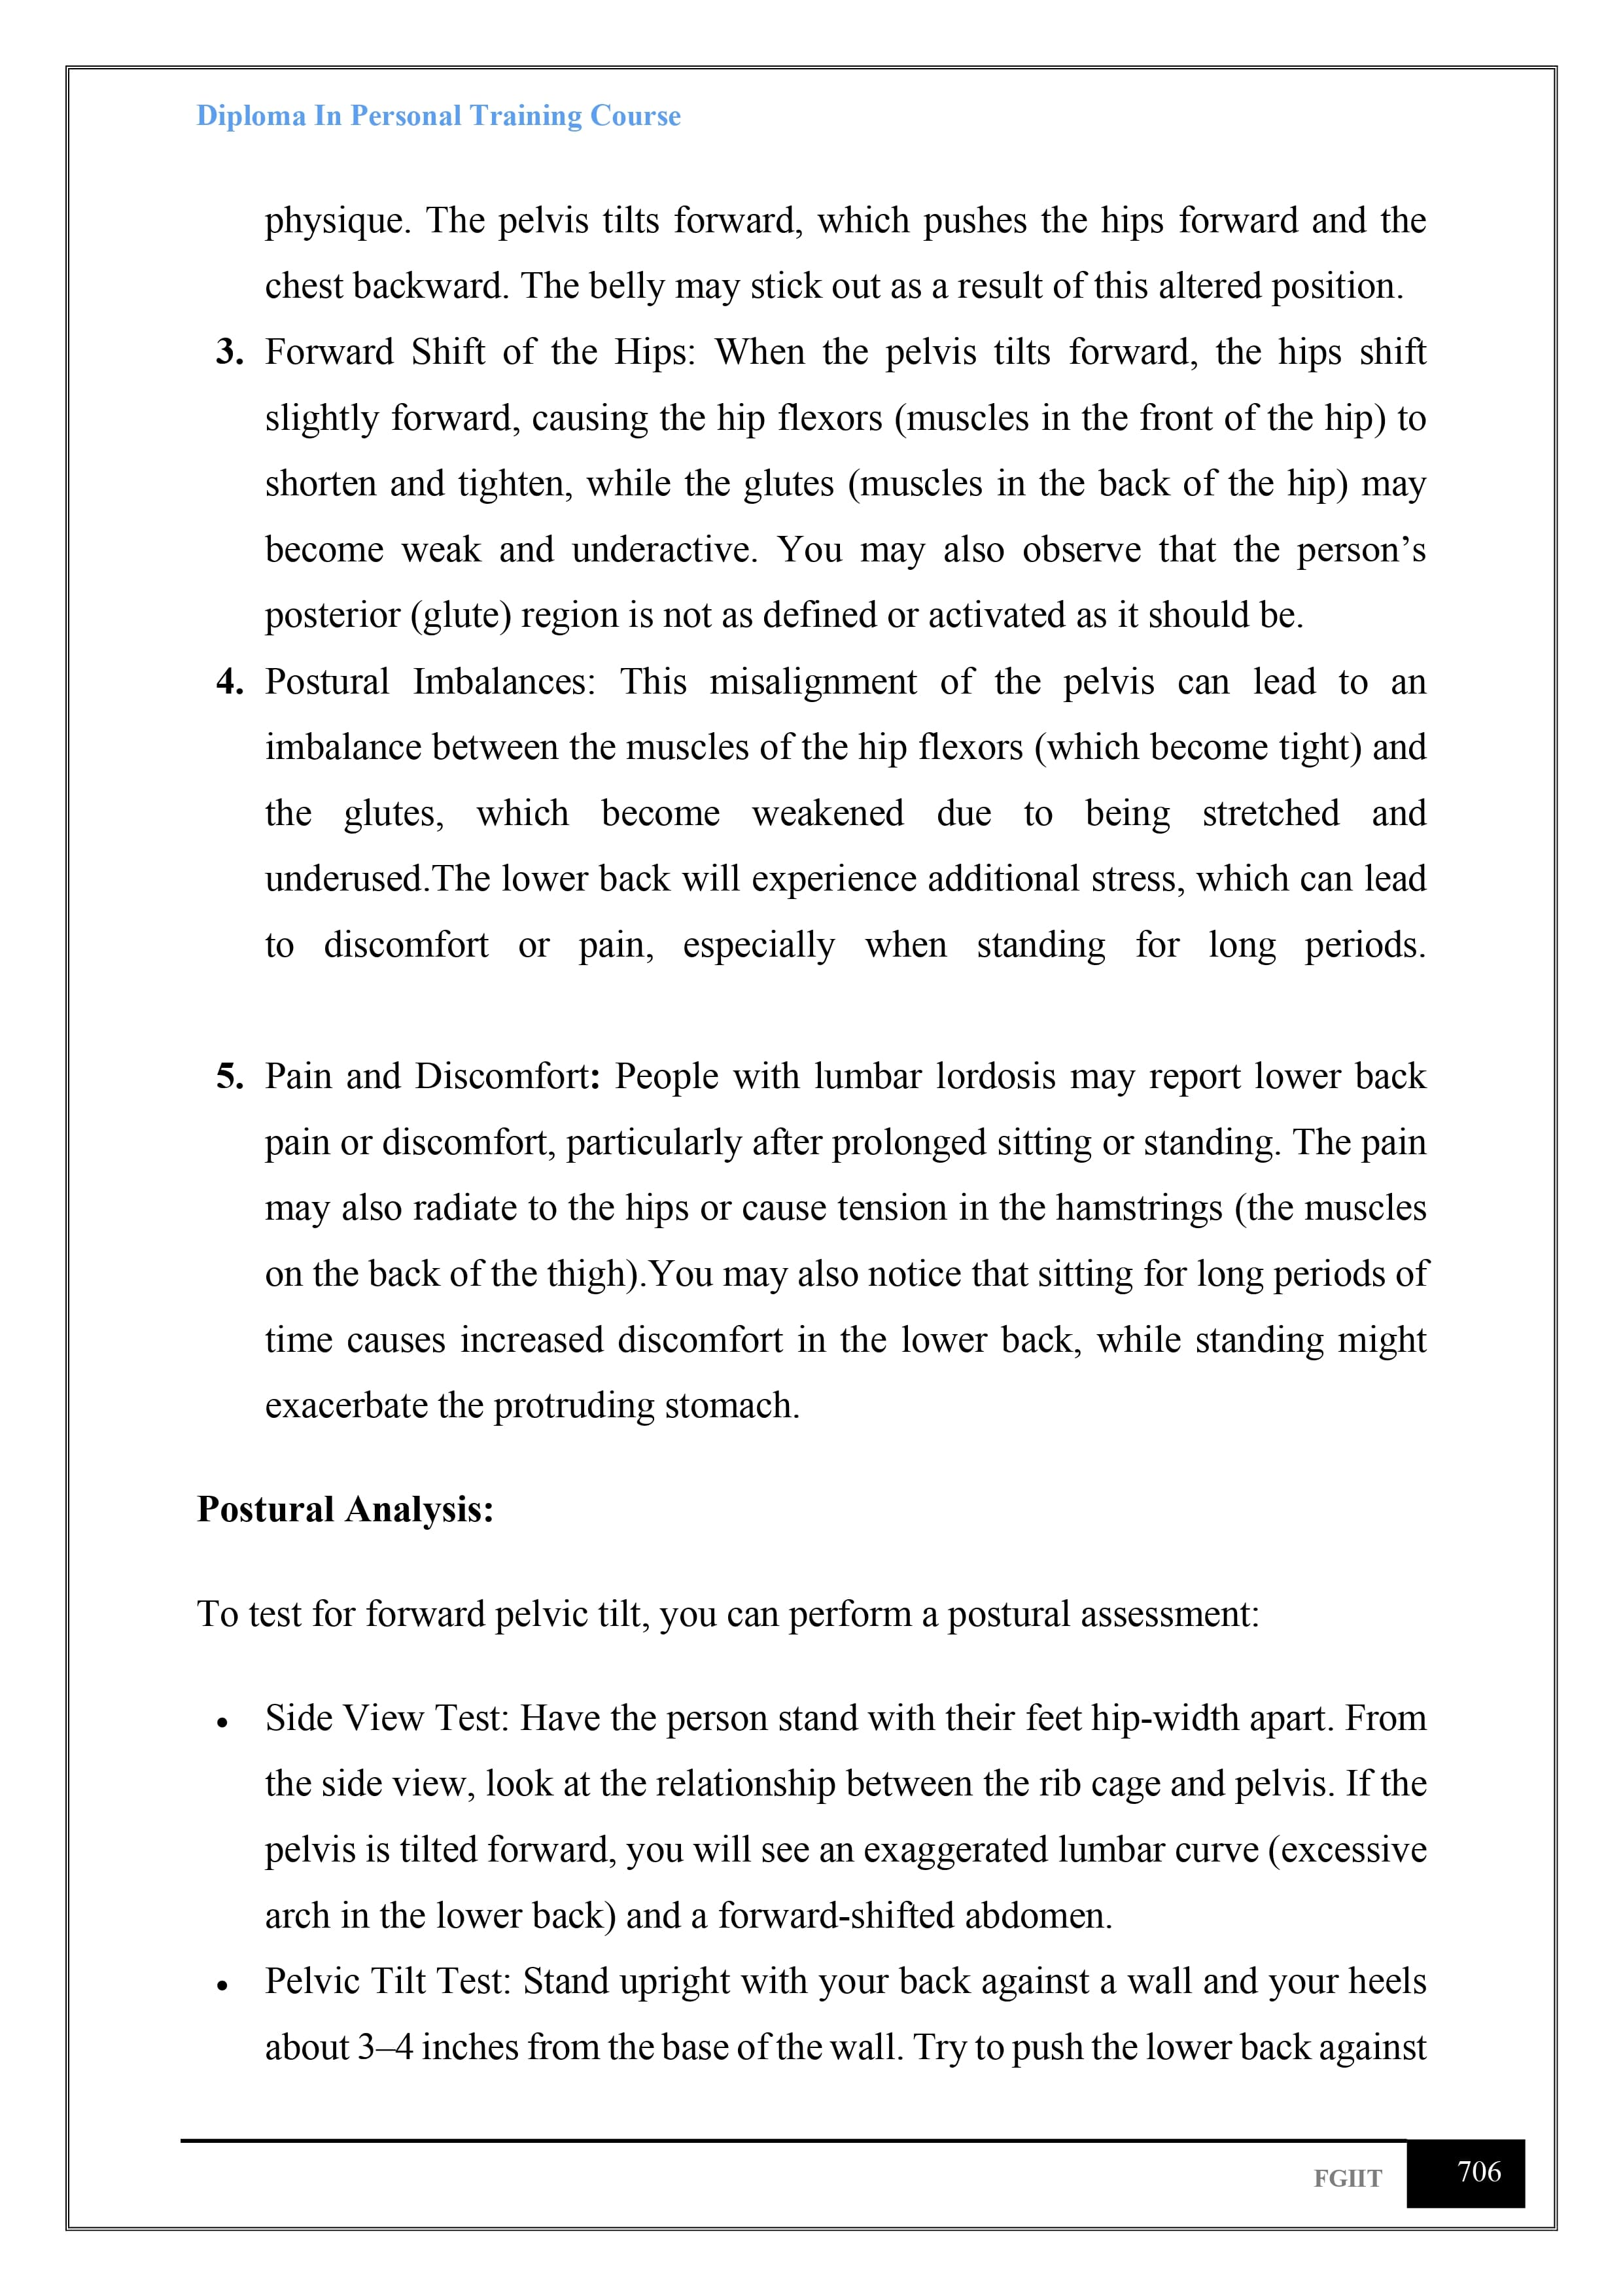 Diploma In Personal Training Course
physique. The pelvis tilts forward, which pushes the hips forward and the
chest backward. The belly may stick out as a result of this altered position.
3. Forward Shift of the Hips: When the pelvis tilts forward, the hips shift
slightly forward, causing the hip flexors (muscles in the front of the hip) to
shorten and tighten, while the glutes (muscles in the back of the hip) may
become weak and underactive. You may also observe that the person’s
posterior (glute) region is not as defined or activated as it should be.
4. Postural Imbalances: This misalignment of the pelvis can lead to an
imbalance between the muscles of the hip flexors (which become tight) and
the glutes, which become weakened due to being stretched and
underused.The lower back will experience additional stress, which can lead
to discomfort or pain, especially when standing for long periods.
5. Pain and Discomfort: People with lumbar lordosis may report lower back
pain or discomfort, particularly after prolonged sitting or standing. The pain
may also radiate to the hips or cause tension in the hamstrings (the muscles
on the back of the thigh).You may also notice that sitting for long periods of
time causes increased discomfort in the lower back, while standing might
exacerbate the protruding stomach.
Postural Analysis:
To test for forward pelvic tilt, you can perform a postural assessment:
• Side View Test: Have the person stand with their feet hip-width apart. From
the side view, look at the relationship between the rib cage and pelvis. If the
pelvis is tilted forward, you will see an exaggerated lumbar curve (excessive
arch in the lower back) and a forward-shifted abdomen.
• Pelvic Tilt Test: Stand upright with your back against a wall and your heels
about 3–4 inches from the base of the wall. Try to push the lower back against
FGIIT 706